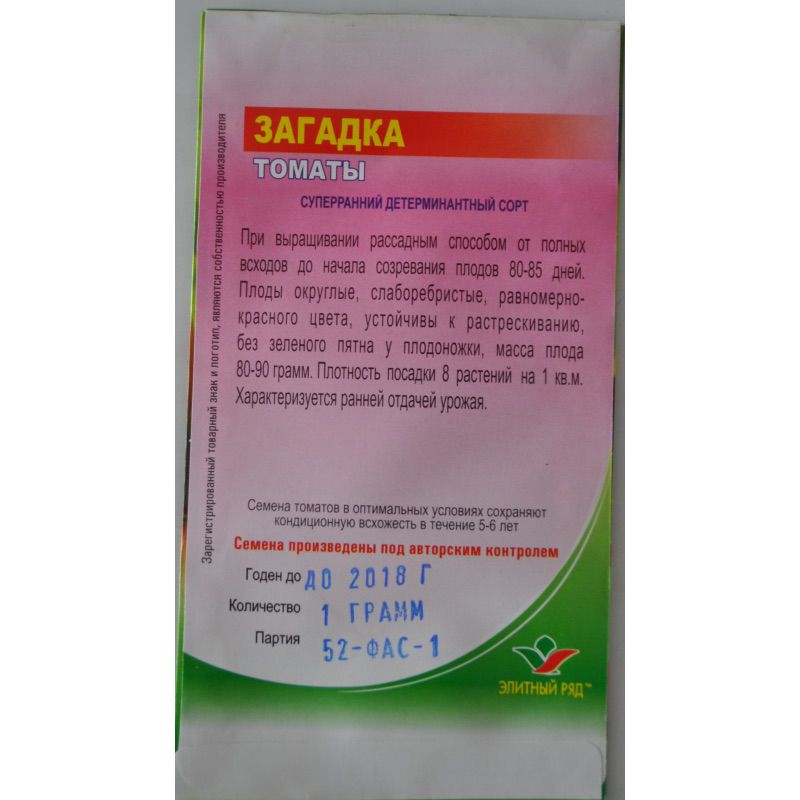 ЗАГАДКА
ТОМАТЫ
СУПЕРРАННИЙ ДЕТЕРМИНАНТНЫЙ СОРТ
При выращивании рассадным способом от полных
всходов до начала созревания плодов 80-85 дней.
Плоды округлые, слаборебристые, равномерно-
красного цвета, устойчивы к растрескиванию,
без зеленого пятна у плодоножки, масса плода
80-90 грамм. Плотность посадки 8 растений на 1 кв.м.
Характеризуется ранней отдачей урожая.
Семена томатов в оптимальных условиях сохраняют
кондиционную всхожесть в течение 5-6 лет
Семена произведены под авторским контролем
Годен до ДО 2018 Г
Количество 1 ГРАММ
Партия 52-ФАС-1
ЭЛИТНЫЙ РЯД™
Зарегистрированный товарный знак и логотип, являются собственностью производителя